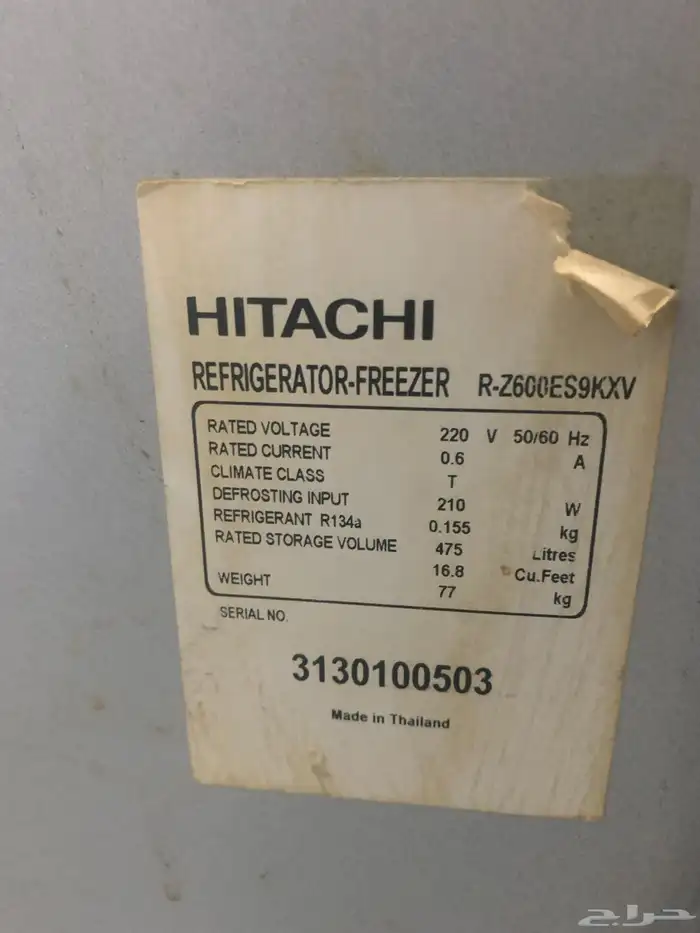 HITACHI
REFRIGERATOR-FREEZER R-Z600ES9KXV
RATED VOLTAGE 220 V 50/60 Hz
RATED CURRENT 0.6 A
CLIMATE CLASS T
DEFROSTING INPUT 210 W
REFRIGERANT R134a 0.155 kg
RATED STORAGE VOLUME 475 Litres
16.8 Cu.Feet
WEIGHT 77 kg
SERIAL NO.
3130100503
Made in Thailand
حراج